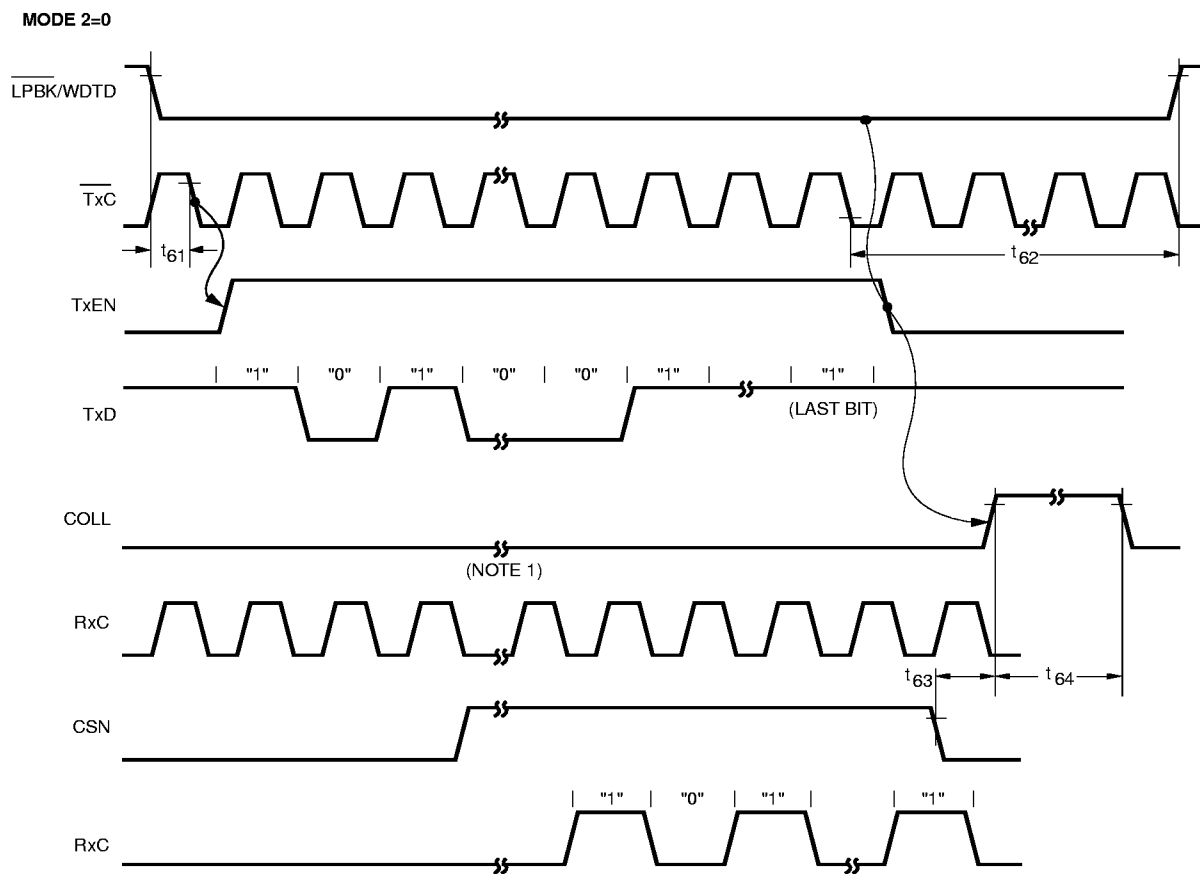 MODE 2=0
LPBK/WDTD
TxC
t61
t62
TxEN
"1" "0" "1" "0" "0" "1" "1"
TxD
(LAST BIT)
COLL
(NOTE 1)
RxC
t63 t64
CSN
"1" "0" "1" "1"
RxC